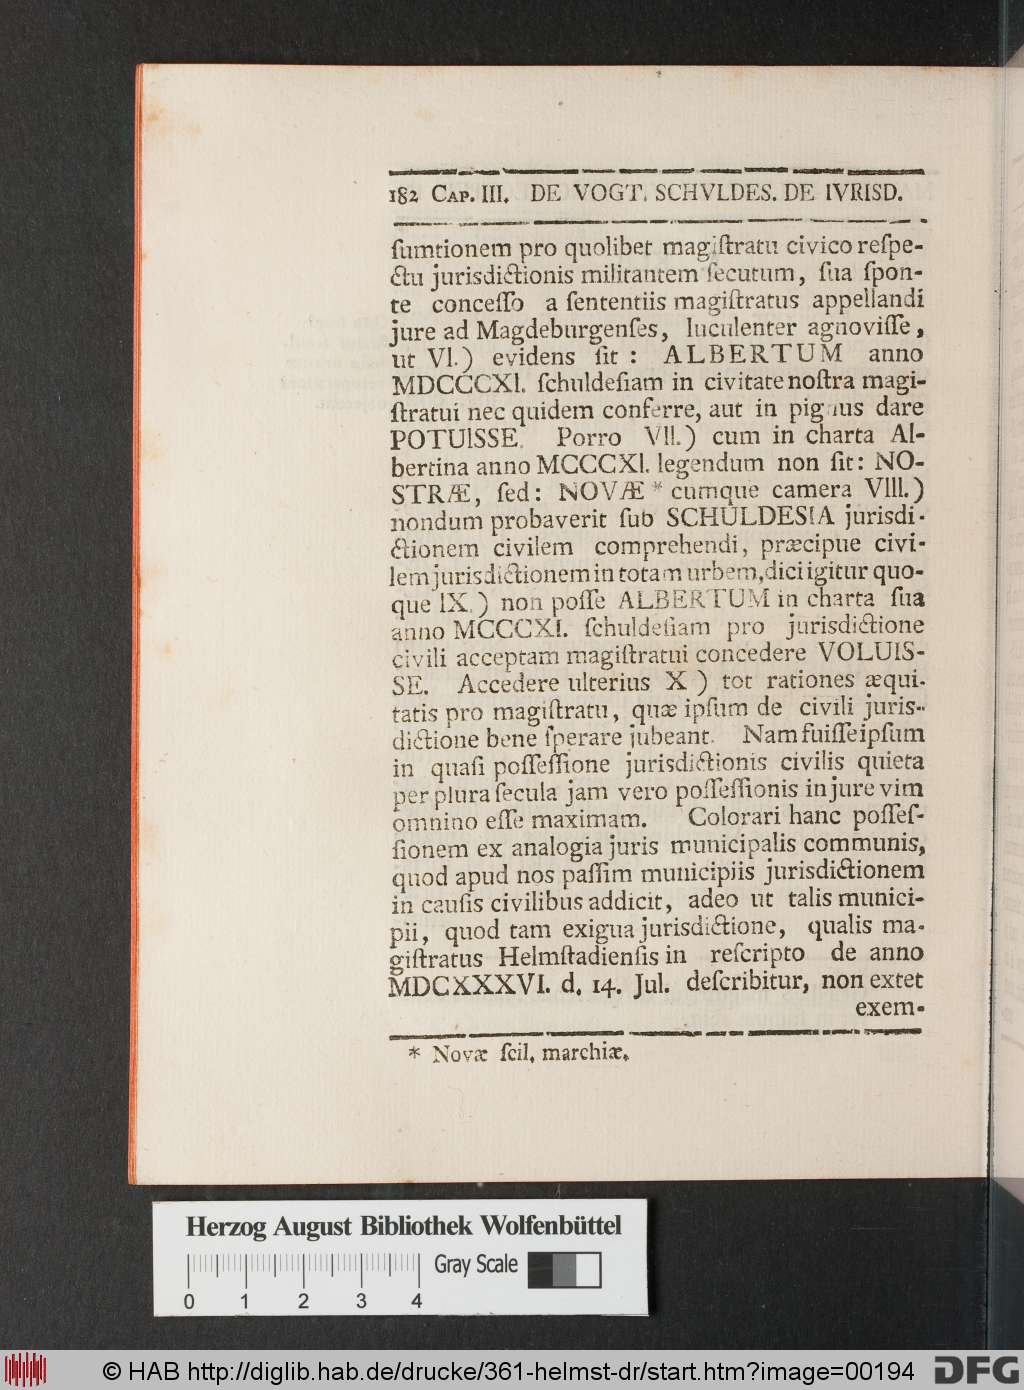 182 CAP. III. DE VOGT. SCHVLDES. DE IVRISD.
ſumtionem pro quolibet magiſtratu civico reſpe-
ctu jurisdictionis militantem ſecutum, ſua ſpon-
te conceſſo a ſententiis magiſtratus appellandi
jure ad Magdeburgenſes, luculenter agnoviſſe,
ut VI.) evidens ſit: ALBERTUM anno
MDCCCXI. ſchuldeſiam in civitate noſtra magi-
ſtratui nec quidem conferre, aut in pignus dare
POTUISSE. Porro VII.) cum in charta Al-
bertina anno MCCCXI. legendum non ſit: NO-
STRÆ, ſed: NOVÆ * cumque camera VIII.)
nondum probaverit ſub SCHULDESIA jurisdi-
ctionem civilem comprehendi, præcipue civi-
lem jurisdictionem in totam urbem, dici igitur quo-
que IX.) non poſſe ALBERTUM in charta ſua
anno MCCCXI. ſchuldeſiam pro jurisdictione
civili acceptam magiſtratui concedere VOLUIS-
SE. Accedere ulterius X) tot rationes æqui-
tatis pro magiſtratu, quæ ipſum de civili juris-
dictione bene ſperare jubeant. Nam fuiſſe ipſum
in quaſi poſſeſſione jurisdictionis civilis quieta
per plura ſecula jam vero poſſeſſionis in jure vim
omnino eſſe maximam. Colorari hanc poſſeſ-
ſionem ex analogia juris municipalis communis,
quod apud nos paſſim municipiis jurisdictionem
in cauſis civilibus addicit, adeo ut talis munici-
pii, quod tam exigua jurisdictione, qualis ma-
giſtratus Helmſtadienſis in reſcripto de anno
MDCXXXVI. d. 14. Jul. deſcribitur, non extet
exem-
* Novæ ſcil. marchiæ.
Herzog August Bibliothek Wolfenbüttel
Gray Scale
0 1 2 3 4
© HAB http://diglib.hab.de/drucke/361-helmst-dr/start.htm?image=00194
DFG